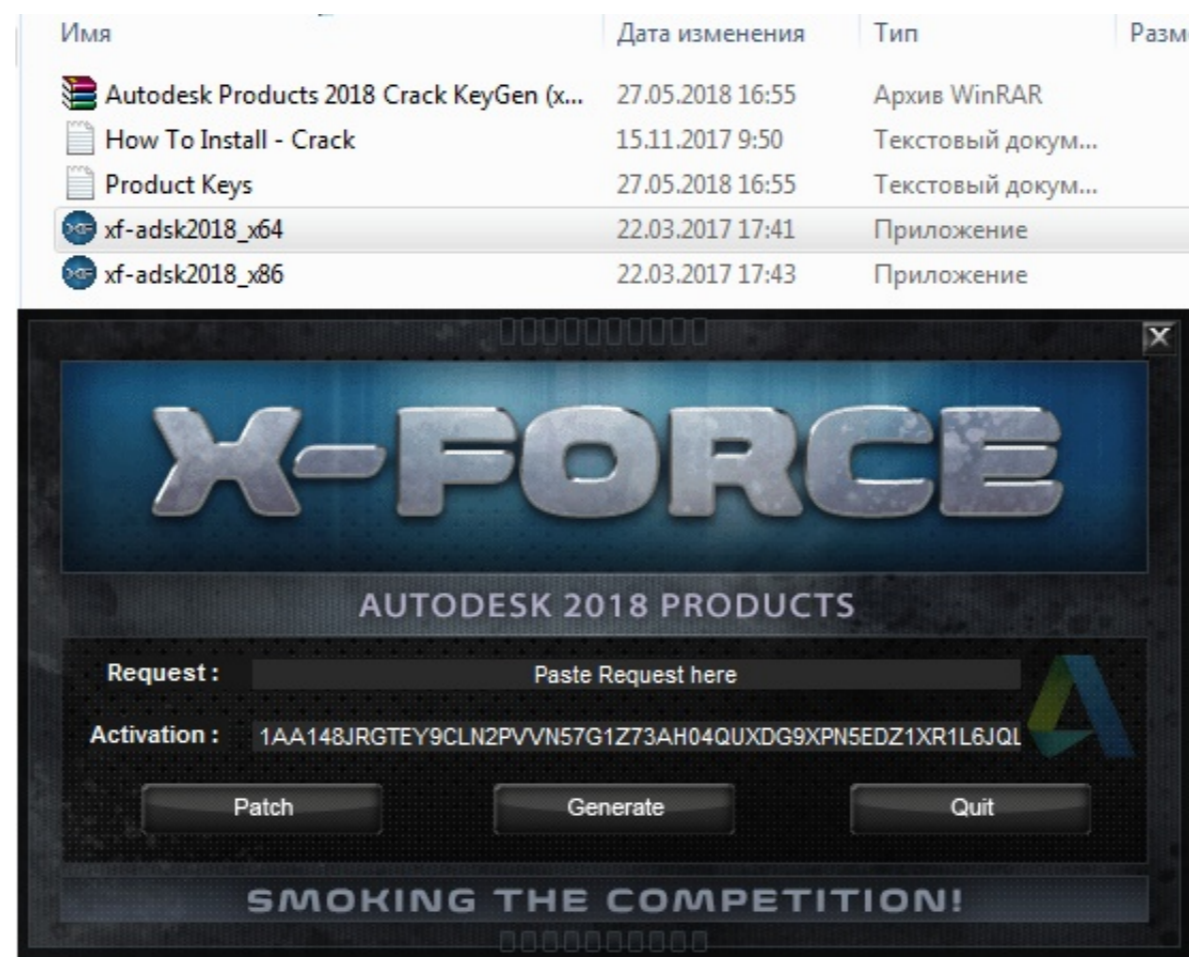 Имя Дата изменения Тип Разм
Autodesk Products 2018 Crack KeyGen (x... 27.05.2018 16:55 Архив WinRAR
How To Install - Crack 15.11.2017 9:50 Текстовый докум...
Product Keys 27.05.2018 16:55 Текстовый докум...
xf-adsk2018_x64 22.03.2017 17:41 Приложение
xf-adsk2018_x86 22.03.2017 17:43 Приложение
X-FORCE
AUTODESK 2018 PRODUCTS
Request : Paste Request here
Activation : 1AA148JRGTEY9CLN2PVVN57G1Z73AH04QUXDG9XPN5EDZ1XR1L6JQL
Patch Generate Quit
SMOKING THE COMPETITION!